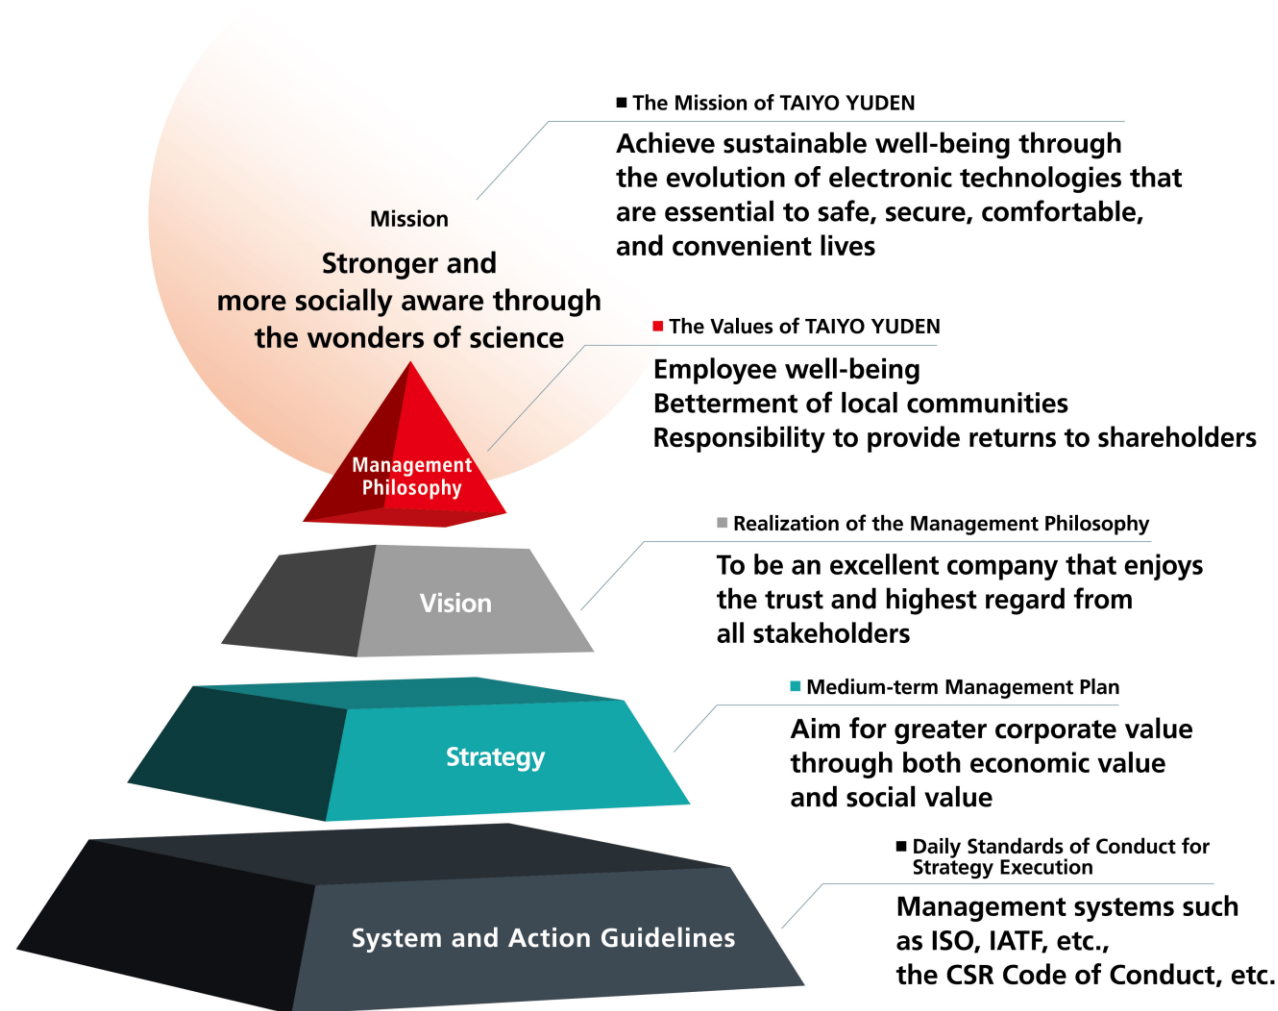 ■ The Mission of TAIYO YUDEN
Achieve sustainable well-being through
the evolution of electronic technologies that
are essential to safe, secure, comfortable,
and convenient lives
Mission
Stronger and
more socially aware through
the wonders of science
■ The Values of TAIYO YUDEN
Employee well-being
Betterment of local communities
Responsibility to provide returns to shareholders
Management
Philosophy
■ Realization of the Management Philosophy
To be an excellent company that enjoys
the trust and highest regard from
all stakeholders
Vision
■ Medium-term Management Plan
Aim for greater corporate value
through both economic value
and social value
Strategy
■ Daily Standards of Conduct for
Strategy Execution
Management systems such
as ISO, IATF, etc.,
the CSR Code of Conduct, etc.
System and Action Guidelines